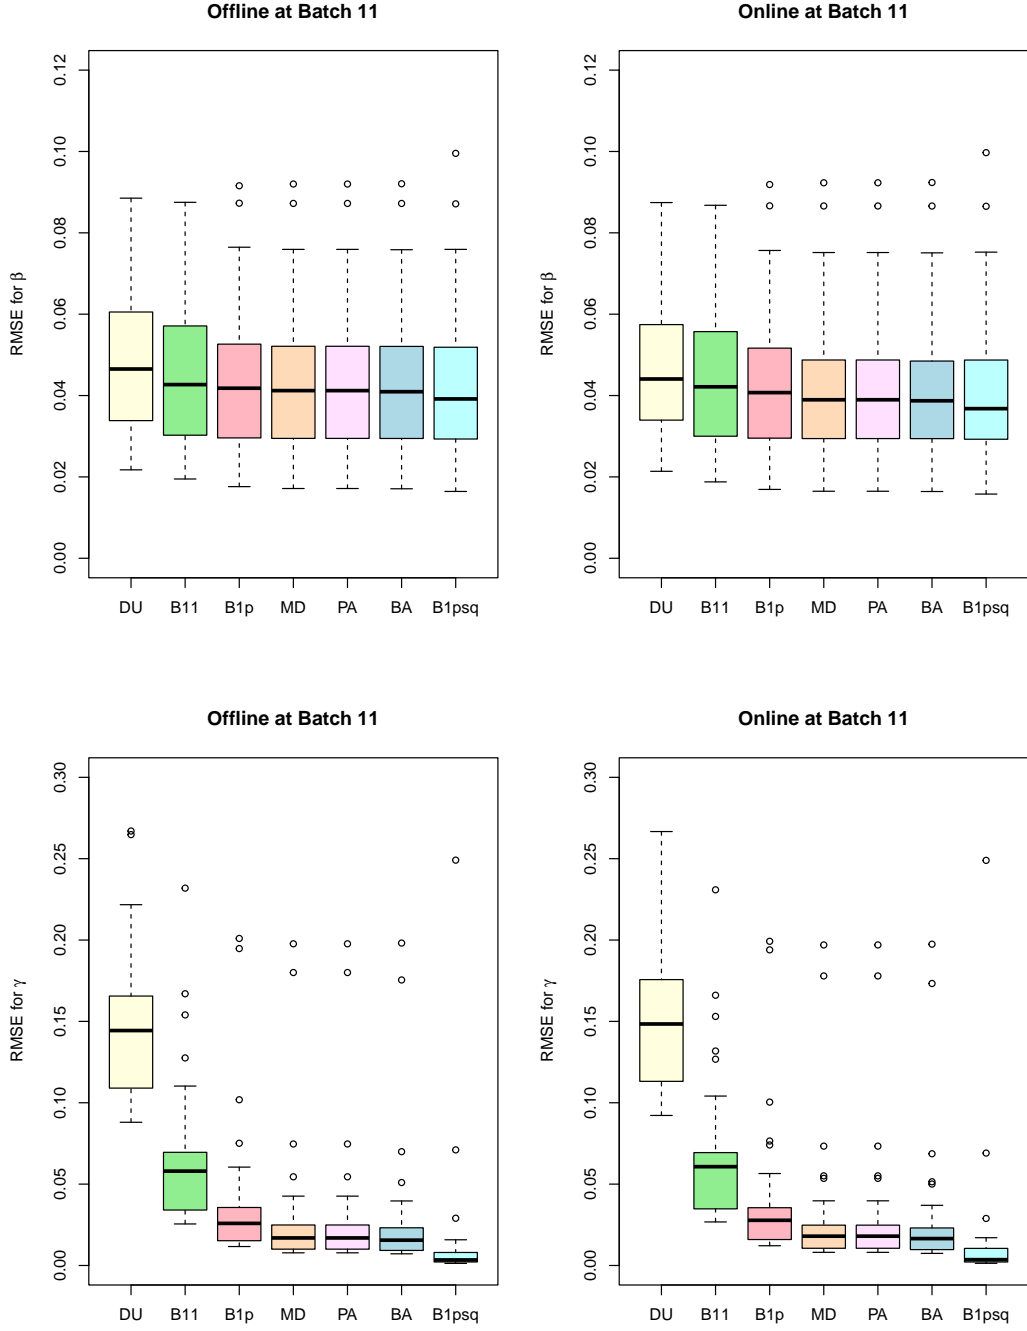 Offline at Batch 11
RMSE for β
0.12
0.10
0.08
0.06
0.04
0.02
0.00
DU B11 B1p MD PA BA B1psq
Online at Batch 11
RMSE for β
0.12
0.10
0.08
0.06
0.04
0.02
0.00
DU B11 B1p MD PA BA B1psq
Offline at Batch 11
RMSE for γ
0.30
0.25
0.20
0.15
0.10
0.05
0.00
DU B11 B1p MD PA BA B1psq
Online at Batch 11
RMSE for γ
0.30
0.25
0.20
0.15
0.10
0.05
0.00
DU B11 B1p MD PA BA B1psq